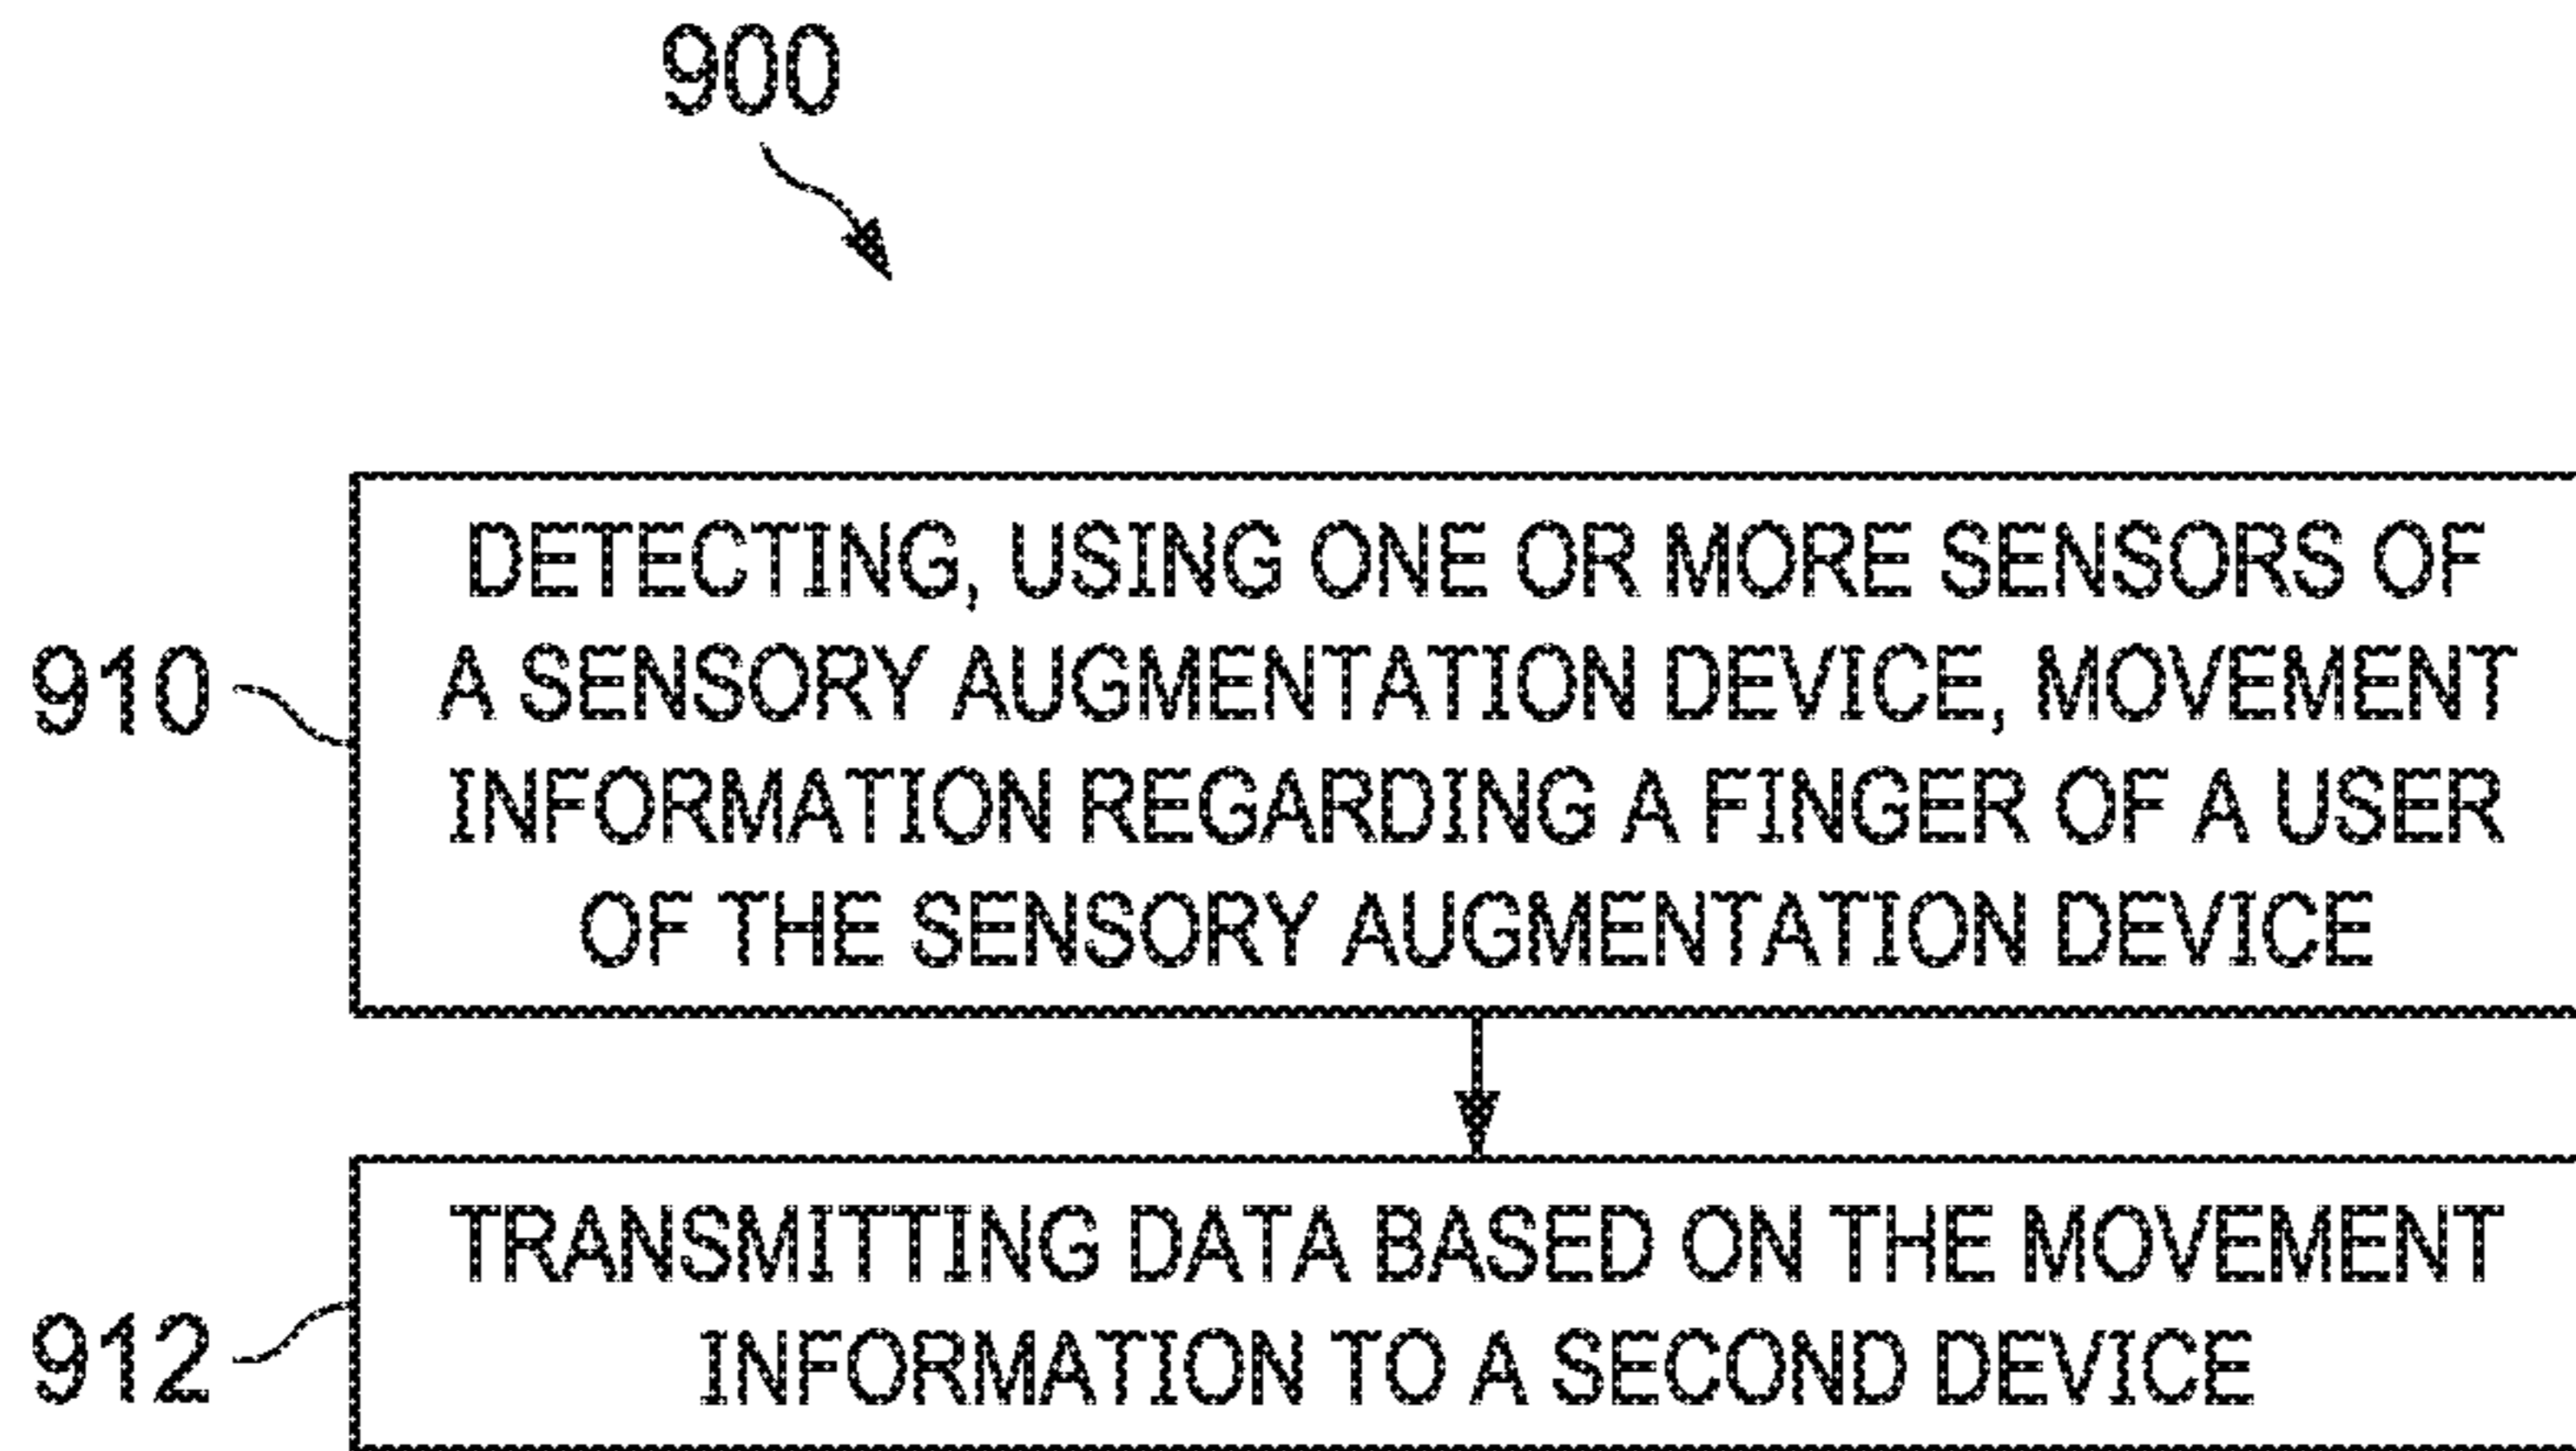 900
910
DETECTING, USING ONE OR MORE SENSORS OF
A SENSORY AUGMENTATION DEVICE, MOVEMENT
INFORMATION REGARDING A FINGER OF A USER
OF THE SENSORY AUGMENTATION DEVICE
912
TRANSMITTING DATA BASED ON THE MOVEMENT
INFORMATION TO A SECOND DEVICE